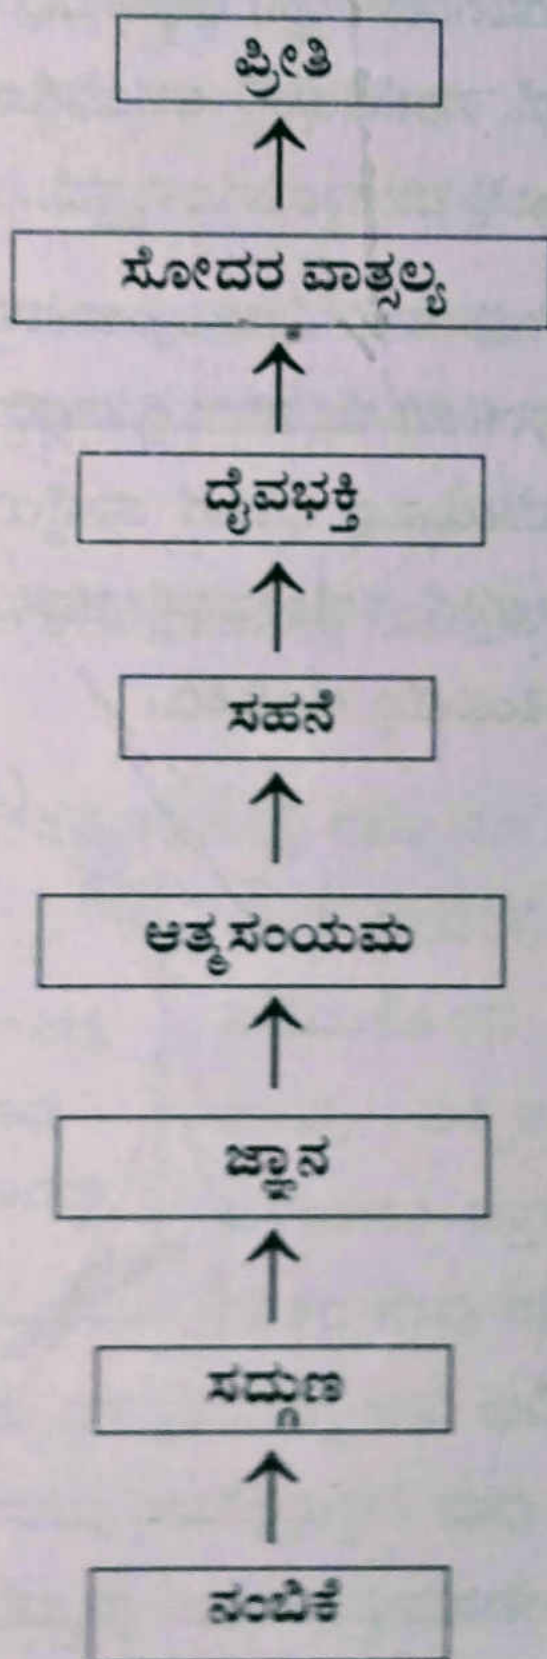 ಪ್ರೀತಿ
ಸೋದರ ವಾತ್ಸಲ್ಯ
ದೈವಭಕ್ತಿ
ಸಹನೆ
ಆತ್ಮಸಂಯಮ
ಜ್ಞಾನ
ಸದ್ಗುಣ
ನಂಬಿಕೆ